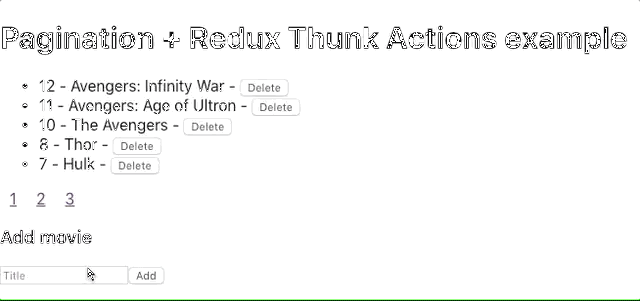 Pagination + Redux Thunk Actions example
12 - Avengers: Infinity War - Delete
11 - Avengers: Age of Ultron - Delete
10 - The Avengers - Delete
8 - Thor - Delete
7 - Hulk - Delete
1 2 3
Add movie
Title Add